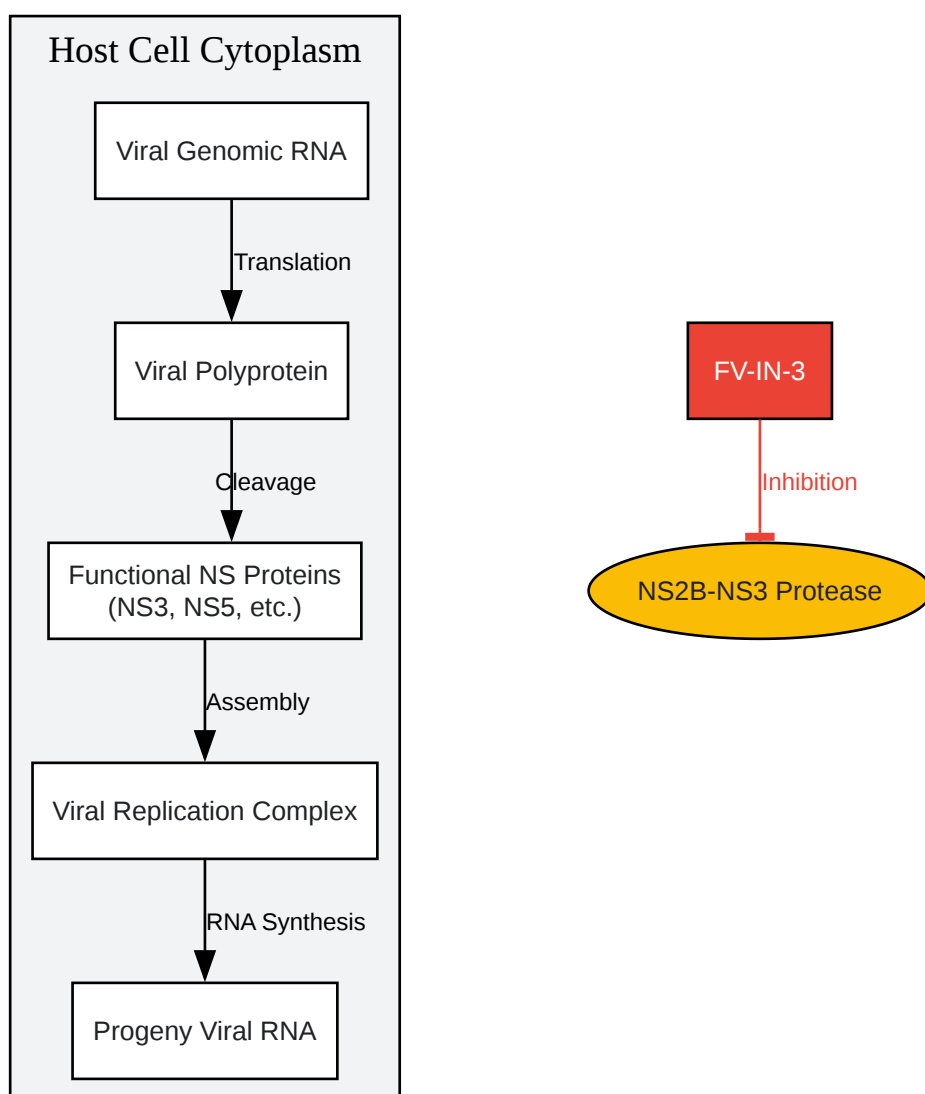 Host Cell Cytoplasm
Viral Genomic RNA
Translation
Viral Polyprotein
Cleavage
Functional NS Proteins
(NS3, NS5, etc.)
Assembly
Viral Replication Complex
RNA Synthesis
Progeny Viral RNA
FV-IN-3
Inhibition
NS2B-NS3 Protease